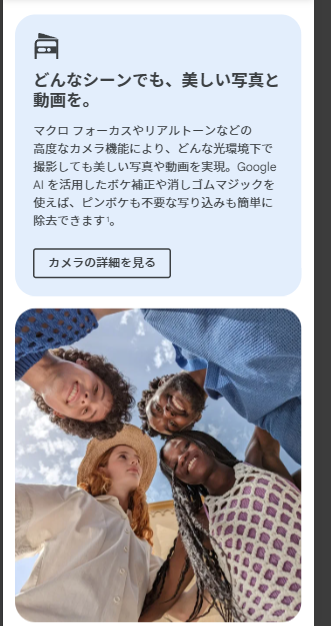 どんなシーンでも、美しい写真と
動画を。
マクロ フォーカスやリアルトーンなどの
高度なカメラ機能により、どんな光環境下で
撮影しても美しい写真や動画を実現。Google
AI を活用したボケ補正や消しゴムマジックを
使えば、ピンボケも不要な写り込みも簡単に
除去できます¹。
カメラの詳細を見る